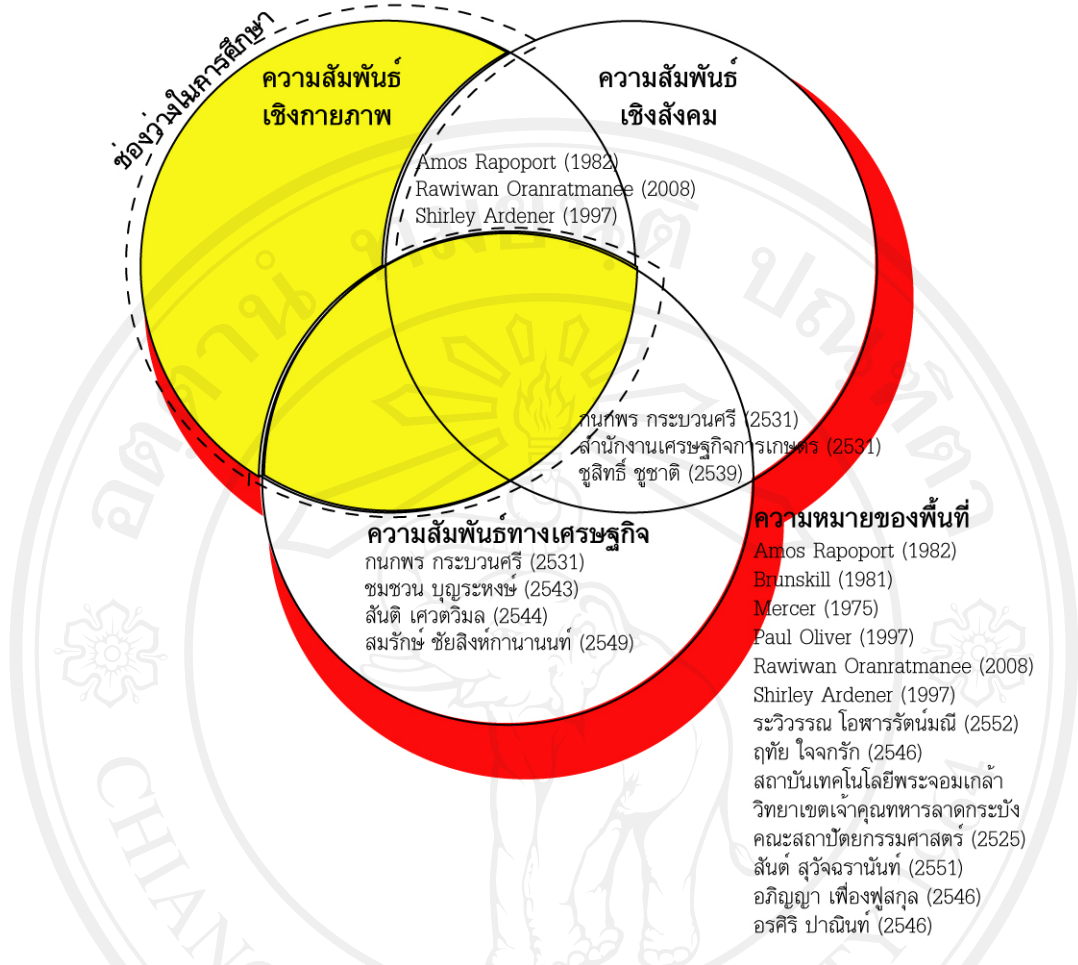 ช่องว่างในการศึกษา
ความสัมพันธ์
เชิงกายภาพ
ความสัมพันธ์
เชิงสังคม
Amos Rapoport (1982)
Rawiwan Oranratmanee (2008)
Shirley Ardener (1997)
กนกพร กระบวนศรี (2531)
สำนักงานเศรษฐกิจการเกษตร (2531)
ชูสิทธิ์ ชูชาติ (2539)
ความสัมพันธ์ทางเศรษฐกิจ
กนกพร กระบวนศรี (2531)
ชมชวน บุญระหงษ์ (2543)
สันติ เศวตวิมล (2544)
สมรักษ์ ชัยสิงห์กานานนท์ (2549)
ความหมายของพื้นที่
Amos Rapoport (1982)
Brunskill (1981)
Mercer (1975)
Paul Oliver (1997)
Rawiwan Oranratmanee (2008)
Shirley Ardener (1997)
ระวิวรรณ โอฬารรัตน์มณี (2552)
ฤทัย ใจจงรัก (2546)
สถาบันเทคโนโลยีพระจอมเกล้า
วิทยาเขตเจ้าคุณทหารลาดกระบัง
คณะสถาปัตยกรรมศาสตร์ (2525)
สันต์ สุวัจฉราภินันท์ (2551)
อภิญญา เฟื่องฟูสกุล (2546)
อรศิริ ปาณินท์ (2546)